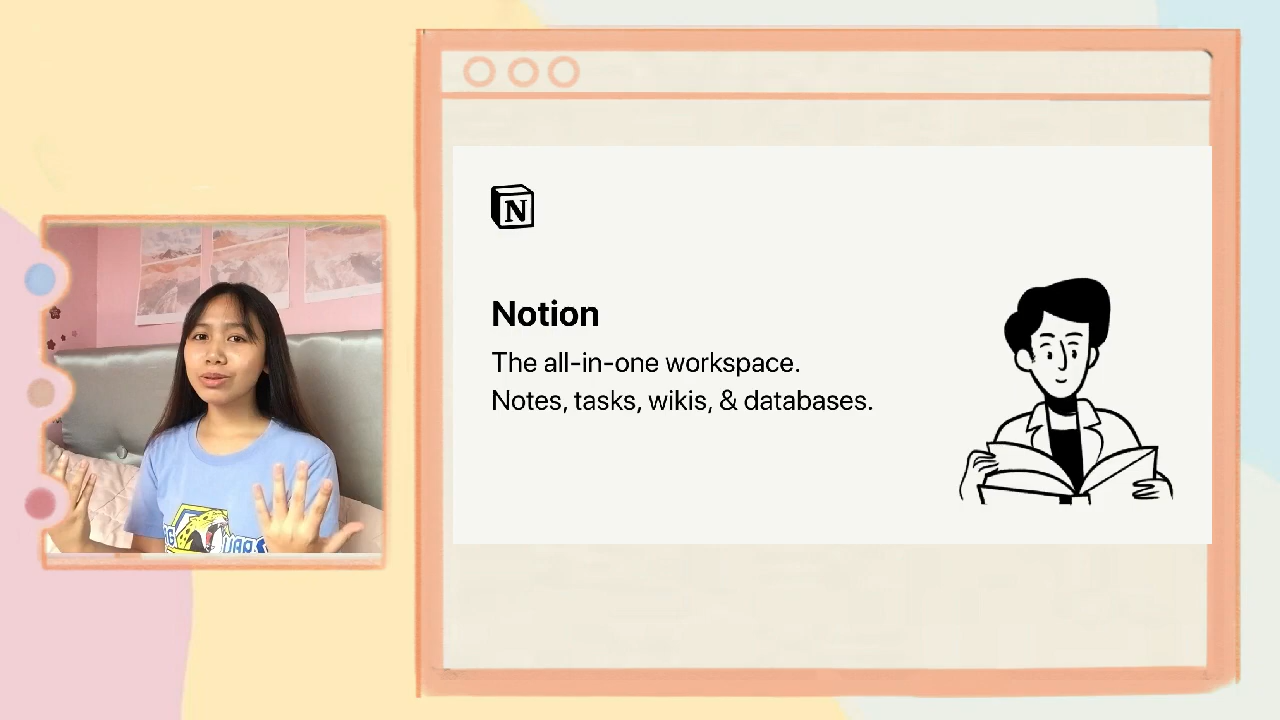 N
Notion
The all-in-one workspace.
Notes, tasks, wikis, & databases.